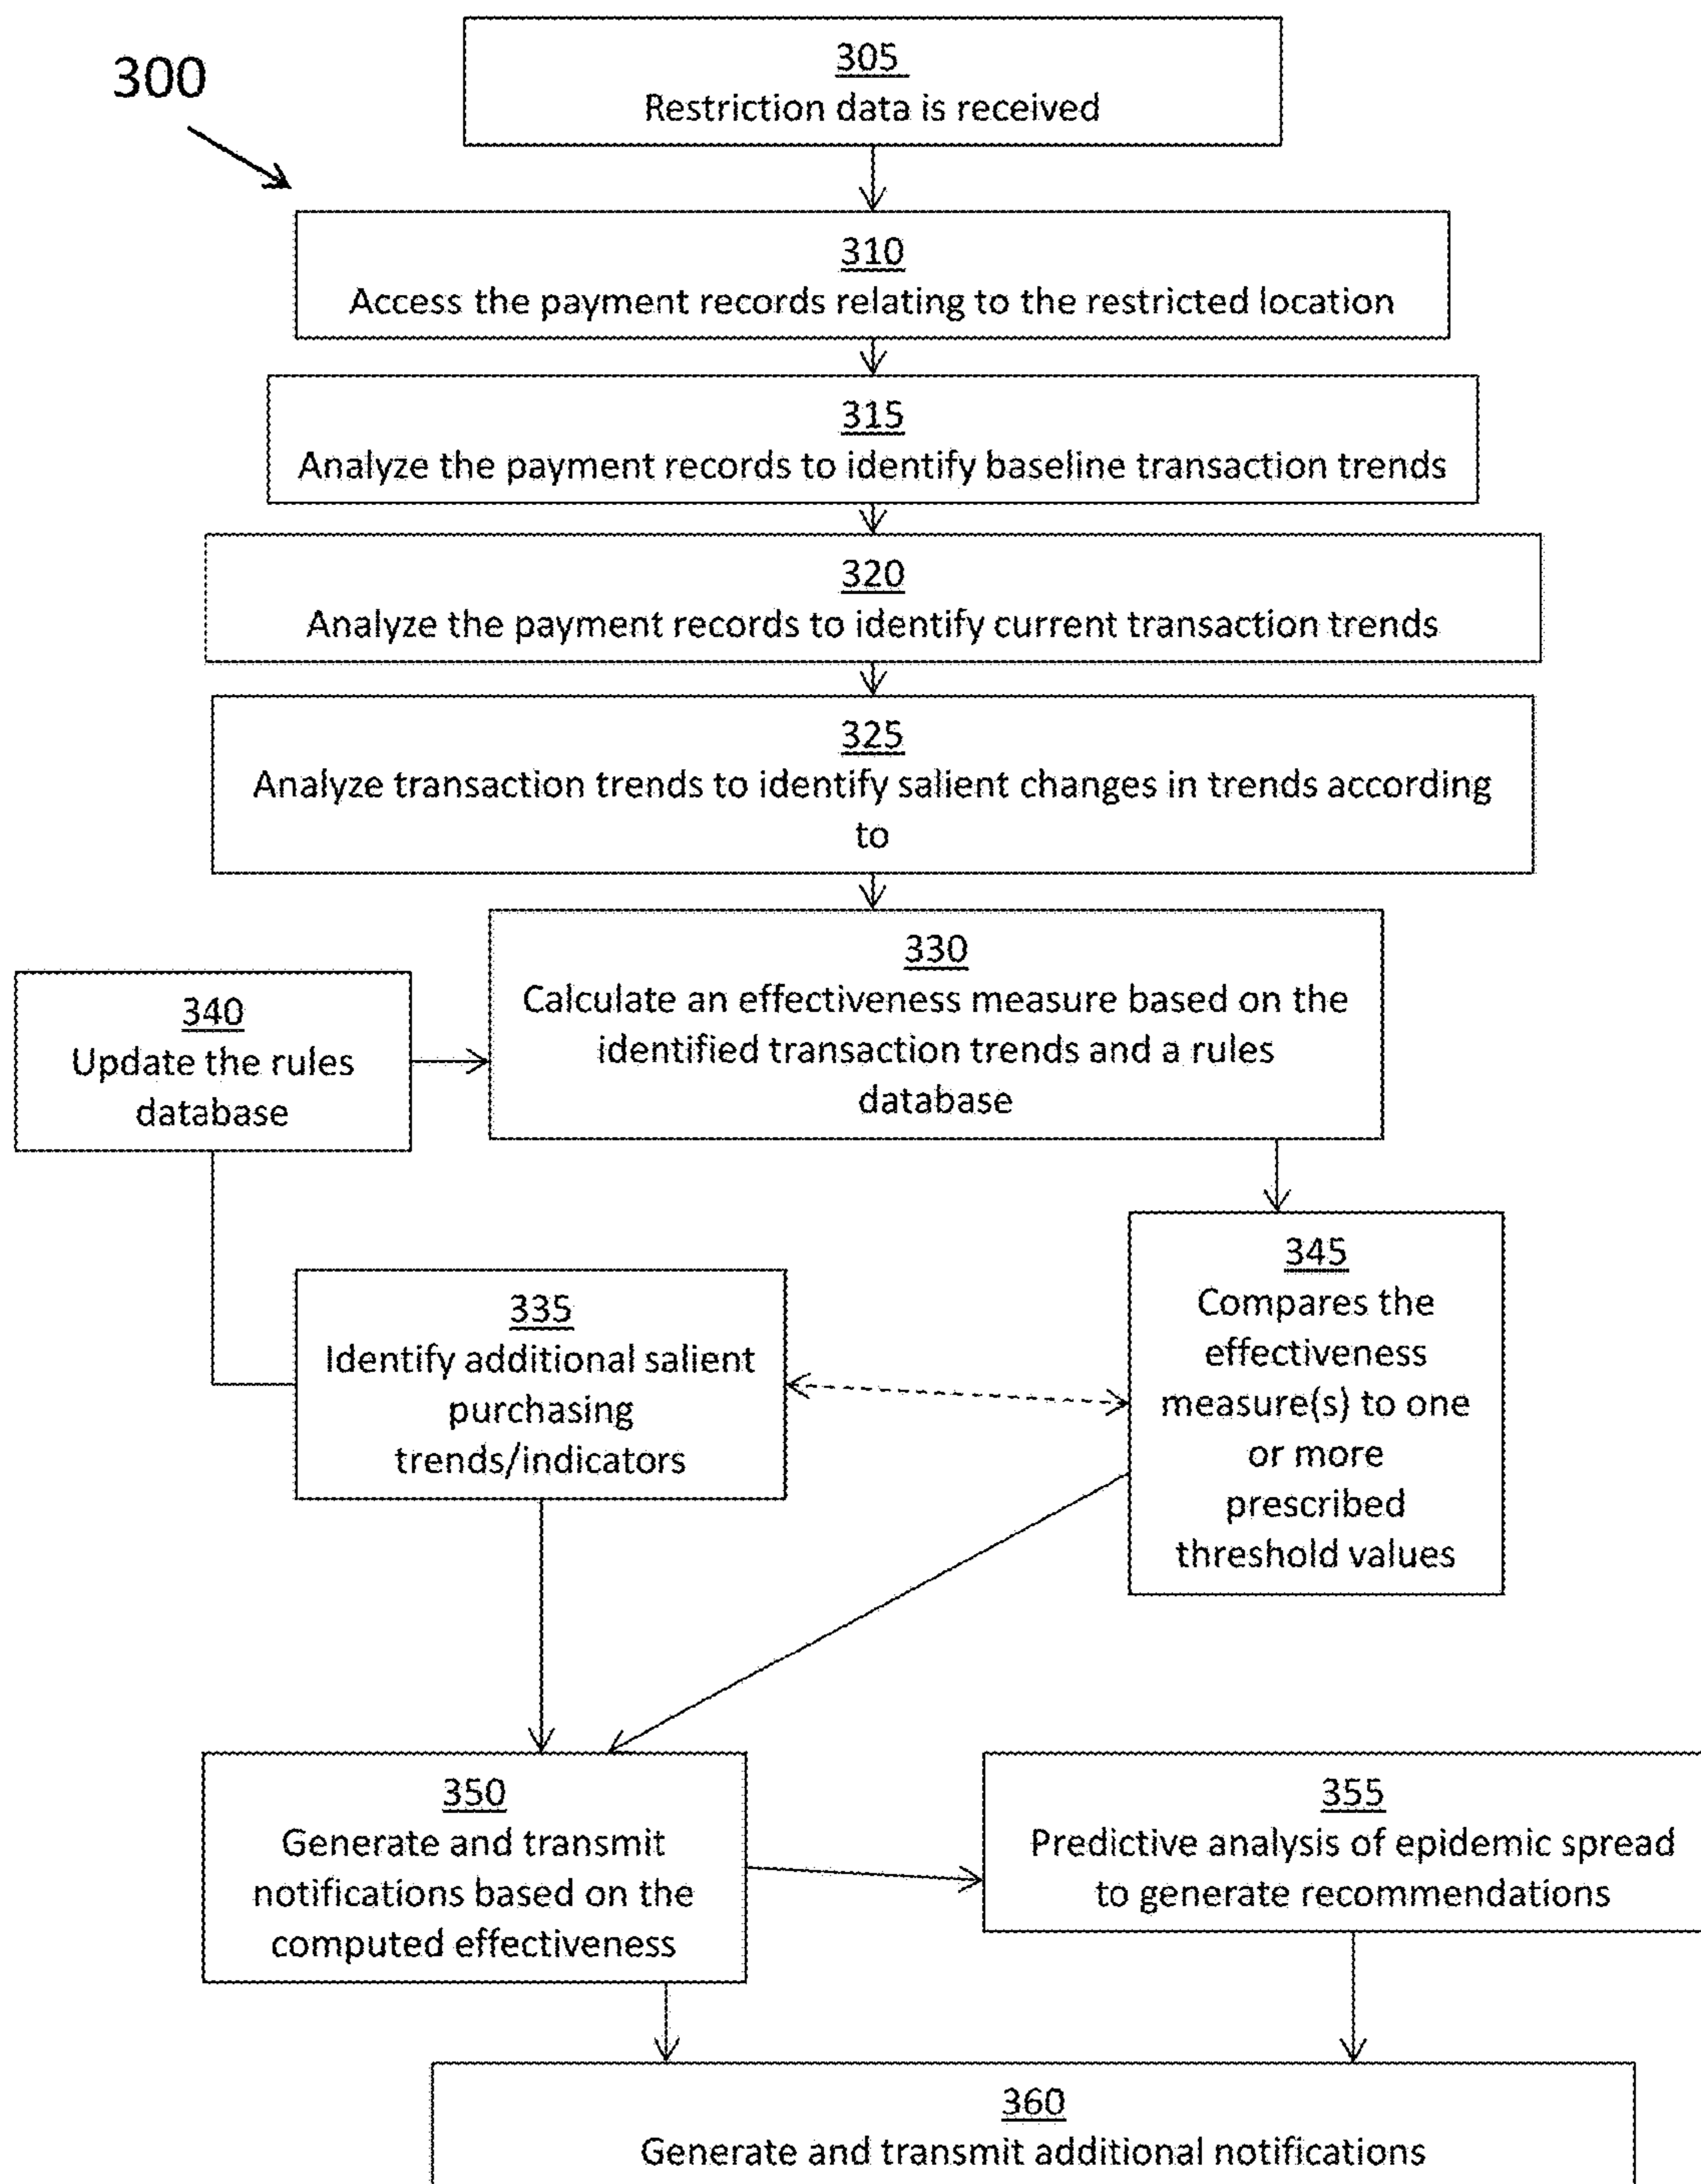 300
305
Restriction data is received
310
Access the payment records relating to the restricted location
315
Analyze the payment records to identify baseline transaction trends
320
Analyze the payment records to identify current transaction trends
325
Analyze transaction trends to identify salient changes in trends according
to
330
Calculate an effectiveness measure based on the
identified transaction trends and a rules
database
340
Update the rules
database
345
Compares the
effectiveness
measure(s) to one
or more
prescribed
threshold values
335
Identify additional salient
purchasing
trends/indicators
350
Generate and transmit
notifications based on the
computed effectiveness
355
Predictive analysis of epidemic spread
to generate recommendations
360
Generate and transmit additional notifications